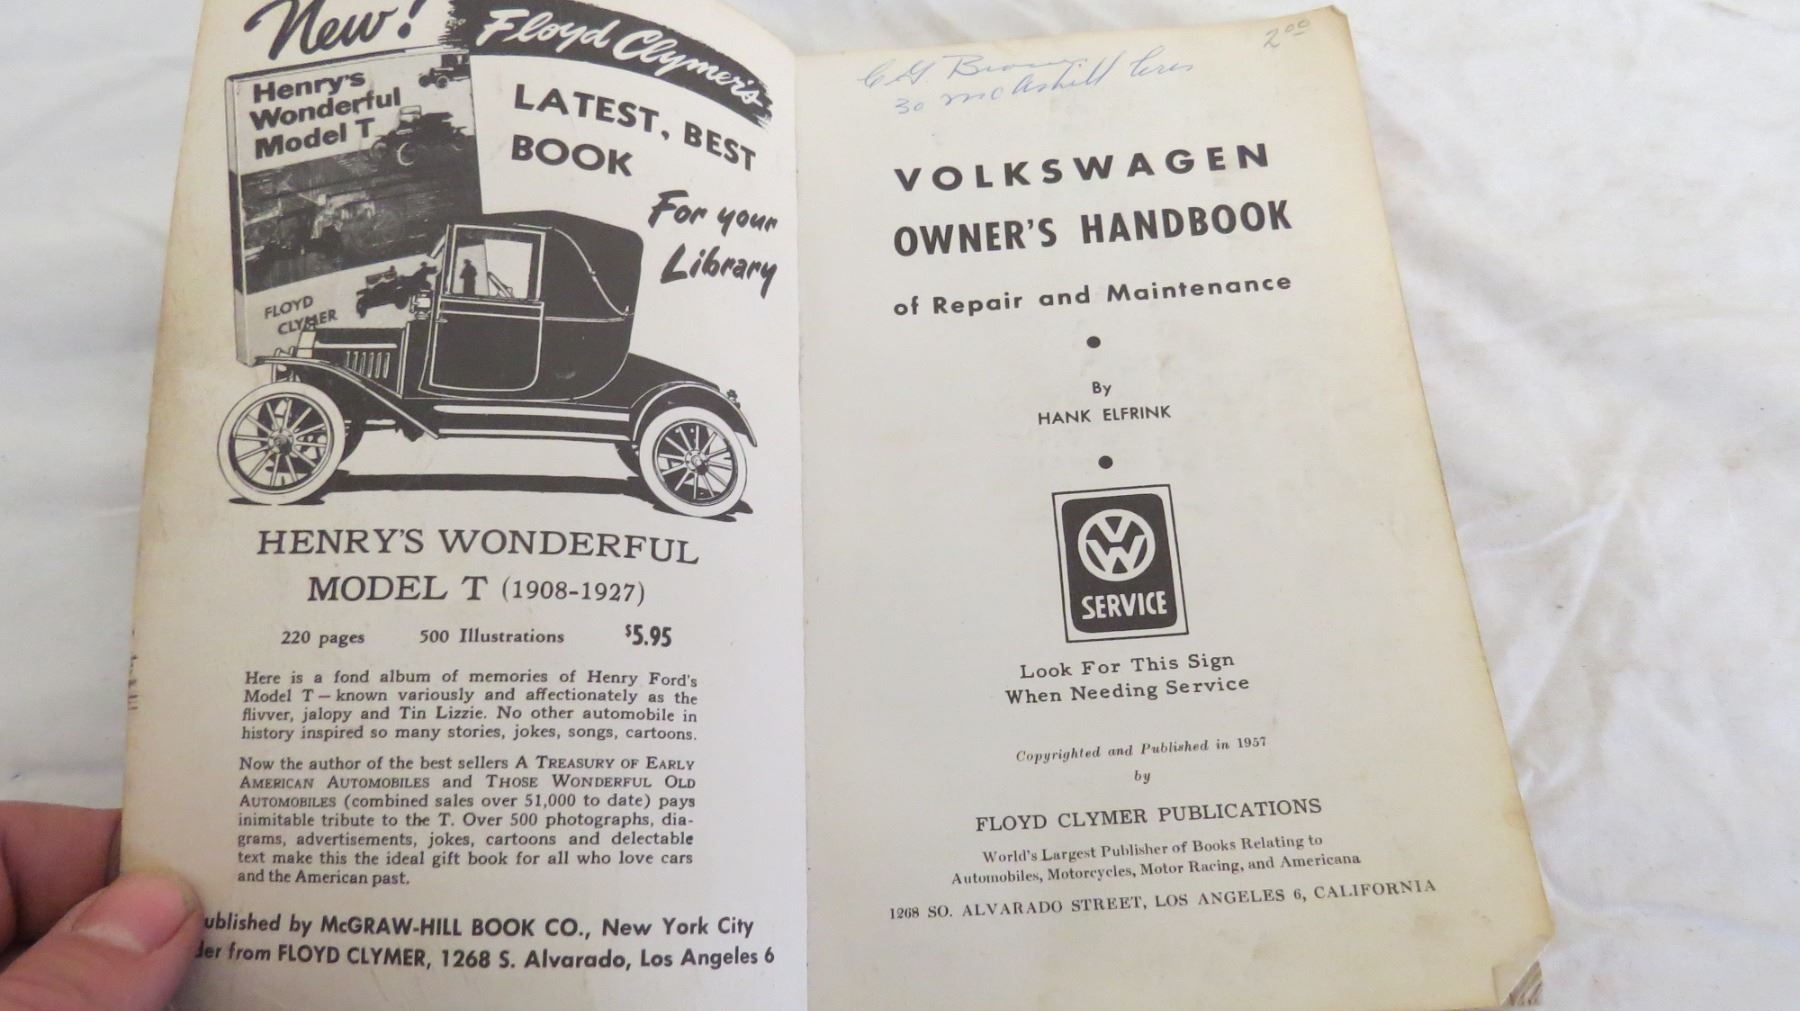 New!
Floyd Clymer's
LATEST, BEST
BOOK
For your
Library
Henry's
Wonderful
Model T
FLOYD
CLYMER
HENRY'S WONDERFUL
MODEL T (1908-1927)
220 pages 500 Illustrations $5.95
Here is a fond album of memories of Henry Ford's
Model T — known variously and affectionately as the
flivver, jalopy and Tin Lizzie. No other automobile in
history inspired so many stories, jokes, songs, cartoons.
Now the author of the best sellers A TREASURY OF EARLY
AMERICAN AUTOMOBILES and THOSE WONDERFUL OLD
AUTOMOBILES (combined sales over 51,000 to date) pays
inimitable tribute to the T. Over 500 photographs, dia-
grams, advertisements, jokes, cartoons and delectable
text make this the ideal gift book for all who love cars
and the American past.
ublished by McGRAW-HILL BOOK CO., New York City
der from FLOYD CLYMER, 1268 S. Alvarado, Los Angeles 6
2.00
C G.
30
VOLKSWAGEN
OWNER'S HANDBOOK
of Repair and Maintenance
By
HANK ELFRINK
VW
SERVICE
Look For This Sign
When Needing Service
Copyrighted and Published in 1957
by
FLOYD CLYMER PUBLICATIONS
World's Largest Publisher of Books Relating to
Automobiles, Motorcycles, Motor Racing, and Americana
1268 SO. ALVARADO STREET, LOS ANGELES 6, CALIFORNIA